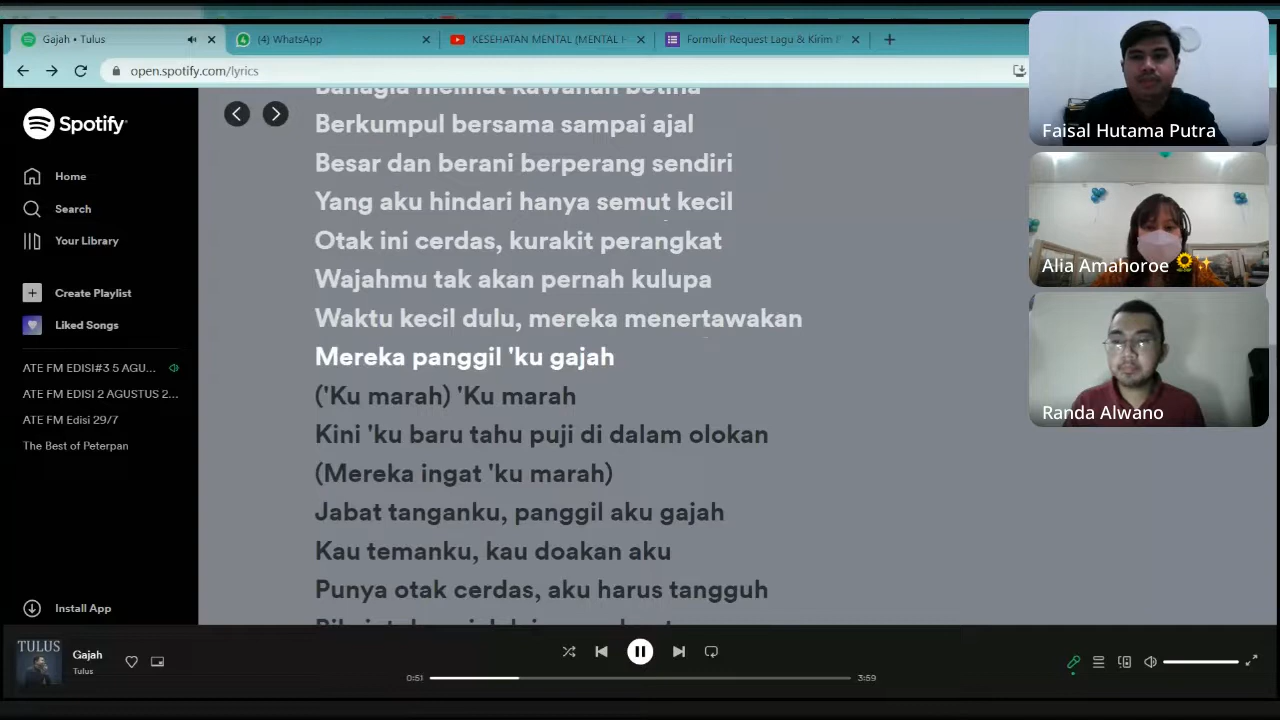 Gajah • Tulus
(4) WhatsApp
KESEHATAN MENTAL (MENTAL H
Formulir Request Lagu & Kirim
open.spotify.com/lyrics
Spotify
Home
Search
Your Library
Create Playlist
Liked Songs
ATE FM EDISI#3 5 AGU...
ATE FM EDISI 2 AGUSTUS 2...
ATE FM Edisi 29/7
The Best of Peterpan
Install App
Bahagia melihat kawanan betina
Berkumpul bersama sampai ajal
Besar dan berani berperang sendiri
Yang aku hindari hanya semut kecil
Otak ini cerdas, kurakit perangkat
Wajahmu tak akan pernah kulupa
Waktu kecil dulu, mereka menertawakan
Mereka panggil 'ku gajah
('Ku marah) 'Ku marah
Kini 'ku baru tahu puji di dalam olokan
(Mereka ingat 'ku marah)
Jabat tanganku, panggil aku gajah
Kau temanku, kau doakan aku
Punya otak cerdas, aku harus tangguh
Faisal Hutama Putra
Alia Amahoroe 🌻✨
Randa Alwano
TULUS
Gajah
Tulus
0:51
3:59